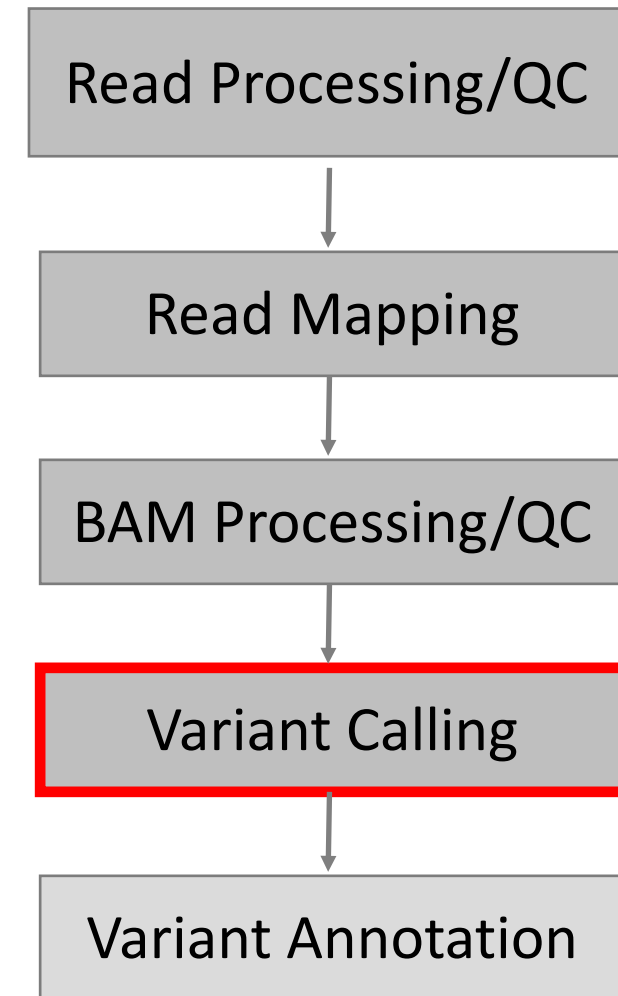 Read Processing/QC
Read Mapping
BAM Processing/QC
Variant Calling
Variant Annotation